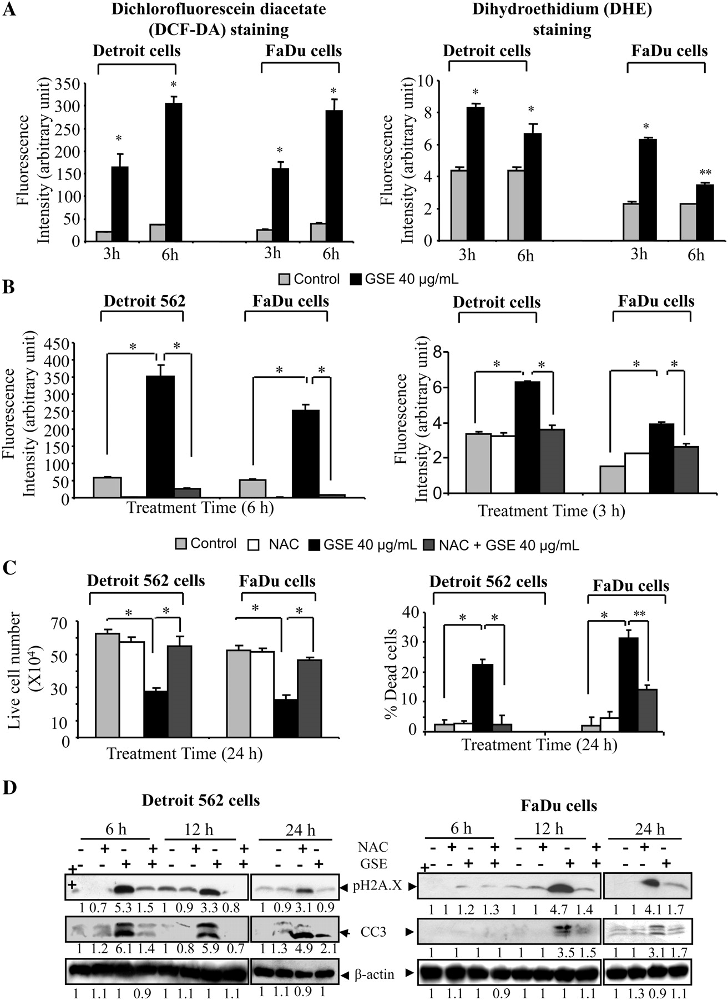 A
Dichlorofluorescein diacetate
(DCF-DA) staining
Detroit cells
FaDu cells
Fluorescence
Intensity (arbitrary unit)
350
300
250
200
150
100
50
0
*
*
*
*
3h
6h
3h
6h
Dihydroethidium (DHE)
staining
Detroit cells
FaDu cells
Fluorescence
Intensity (arbitrary unit)
10
8
6
4
2
0
*
*
*
**
3h
6h
3h
6h
Control GSE 40 µg/mL
B
Detroit 562
FaDu cells
Fluorescence
Intensity (arbitrary unit)
450
400
350
300
250
200
150
100
50
0
* *
* *
Treatment Time (6 h)
Detroit cells
FaDu cells
Fluorescence
Intensity (arbitrary unit)
8
6
4
2
0
* *
* *
Treatment Time (3 h)
Control NAC GSE 40 µg/mL NAC + GSE 40 µg/mL
C
Detroit 562 cells
FaDu cells
Live cell number
(X10⁴)
70
50
30
10
0
* *
* *
Treatment Time (24 h)
Detroit 562 cells
FaDu cells
% Dead cells
40
30
20
10
0
* *
* **
Treatment Time (24 h)
D
Detroit 562 cells
6 h 12 h 24 h
- + - + - + - + - + -
- - + + - - + + - - +
+
+
1 0.7 5.3 1.5 1 0.9 3.3 0.8 1 0.9 3.1 0.9
1 1.2 6.1 1.4 1 0.8 5.9 0.7 1 1.3 4.9 2.1
1 1.1 1 0.9 1 1.1 1 1.1 1 1.1 0.9 1
NAC
GSE
pH2A.X
CC3
β-actin
FaDu cells
6 h 12 h 24 h
- + - + - + - + - + -
+ - - + + - - + + - - +
1 1 1.2 1.3 1 1 4.7 1.4 1 1 4.1 1.7
1 1 1 1 1 1 3.5 1.5 1 1 3.1 1.7
1 1.1 1 0.9 1 1 1 1.1 1 1.3 0.9 1.1